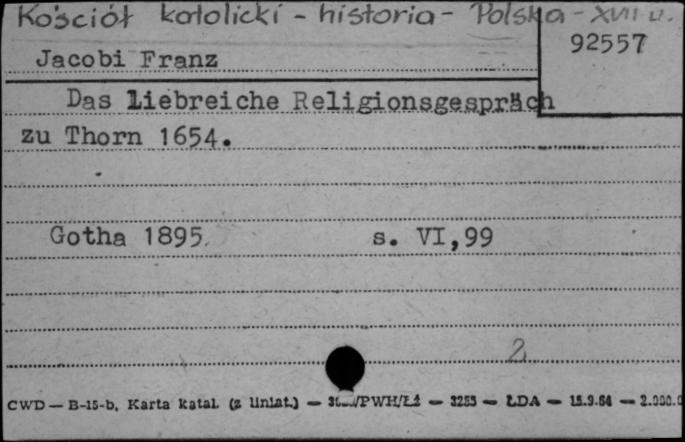 Kościół katolicki - historia - Polska - XVII w.
92557
Jacobi Franz
Das Liebreiche Religionsgespräch
zu Thorn 1654.
Gotha 1895. s. VI,99
2
CWD — B-15-b, Karta katal. (z liniat.) — /PWH/Łź — 3253 — ŁDA — 15.9.64 — 2.000.0